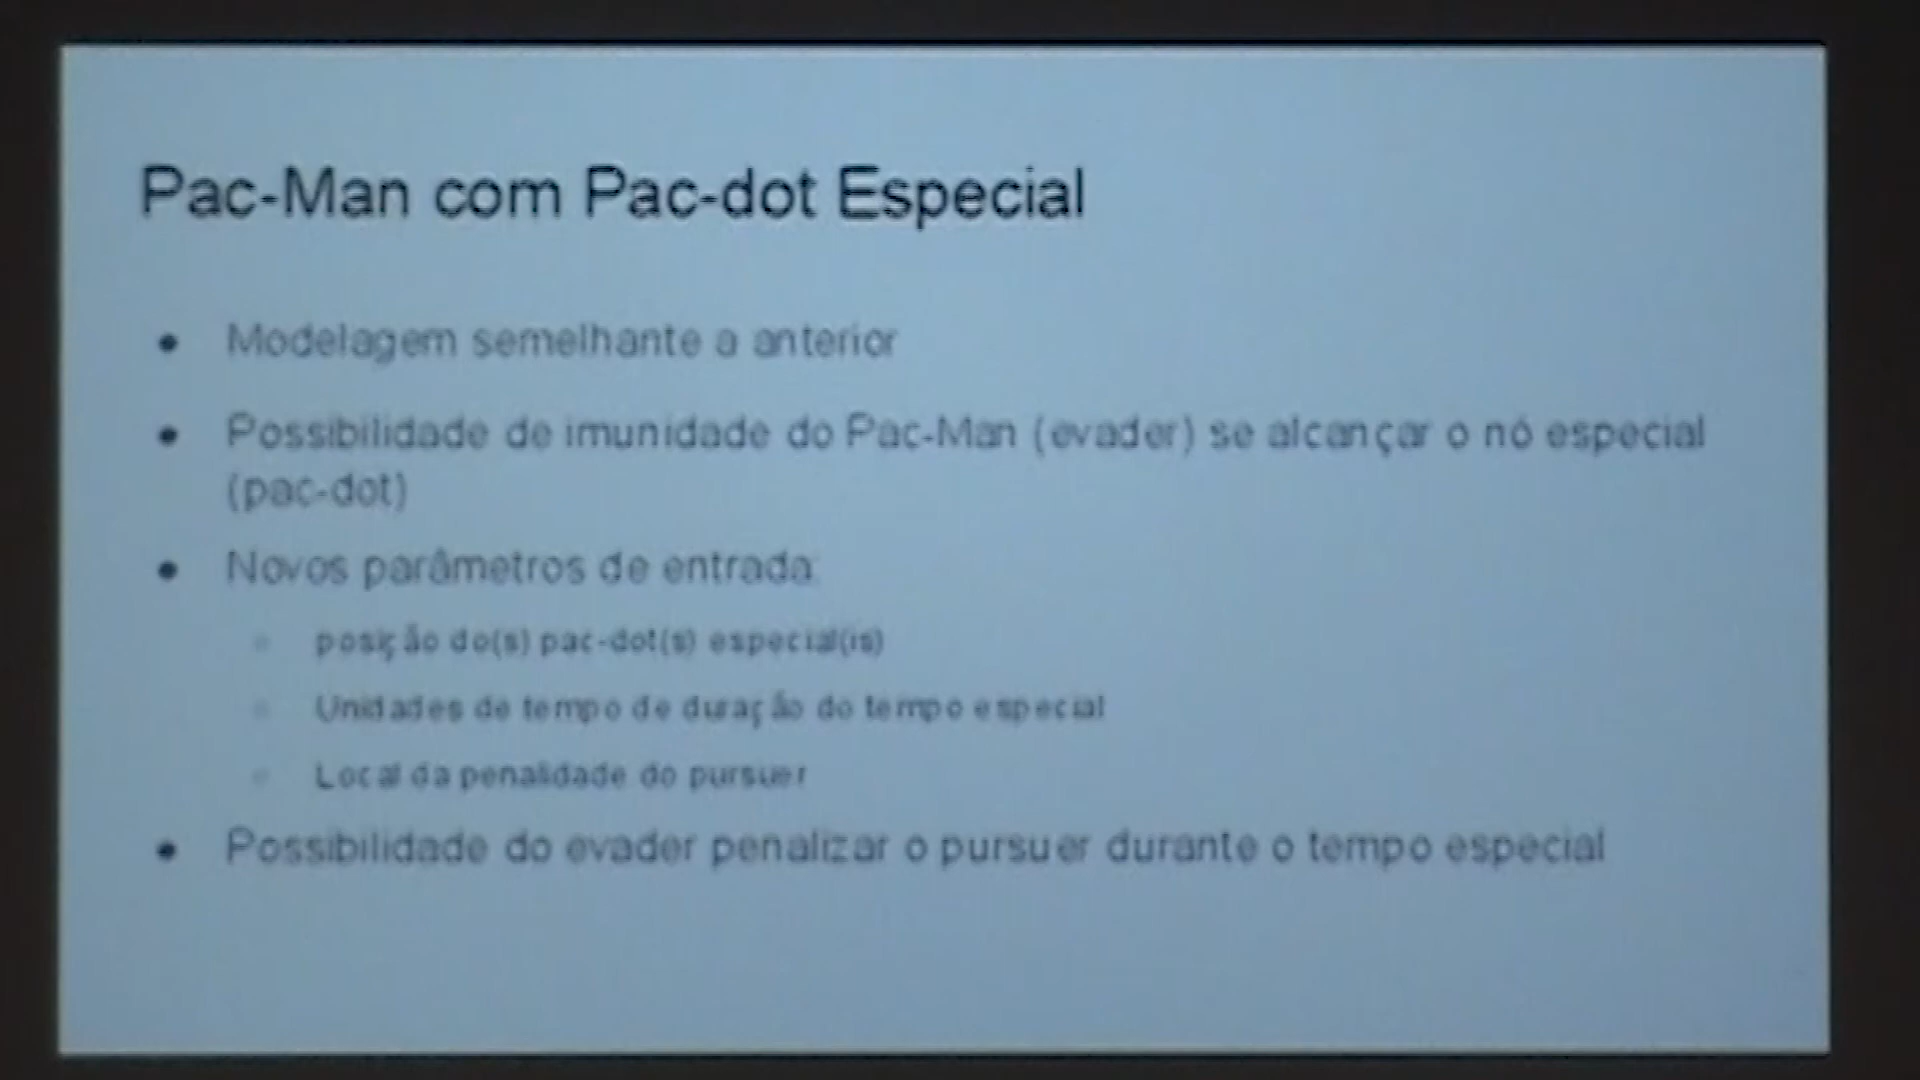 Pac-Man com Pac-dot Especial
Modelagem semelhante a anterior
Possibilidade de imunidade do Pac-Man (evader) se alcançar o nó especial
(pac-dot)
Novos parâmetros de entrada:
posição do(s) pac-dot(s) especial(is)
Unidades de tempo de duração do tempo especial
Local da penalidade do pursuer
Possibilidade do evader penalizar o pursuer durante o tempo especial